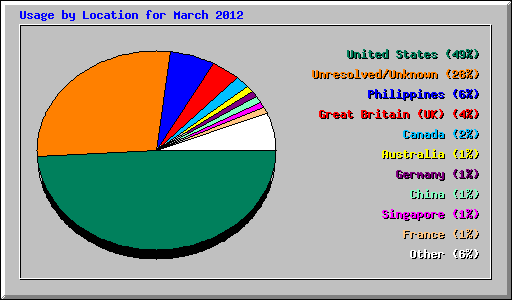 Usage by Location for March 2012
United States (49%)
Unresolved/Unknown (28%)
Philippines (6%)
Great Britain (UK) (4%)
Canada (2%)
Australia (1%)
Germany (1%)
China (1%)
Singapore (1%)
France (1%)
Other (6%)